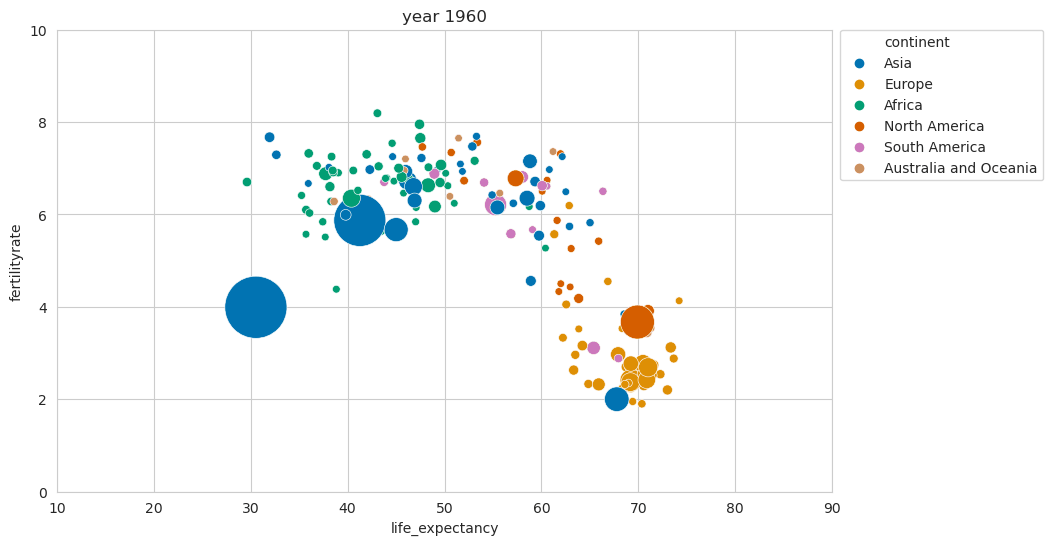 year 1960
continent
Asia
Europe
Africa
North America
South America
Australia and Oceania
fertilityrate
10
8
6
4
2
0
10 20 30 40 50 60 70 80 90
life_expectancy